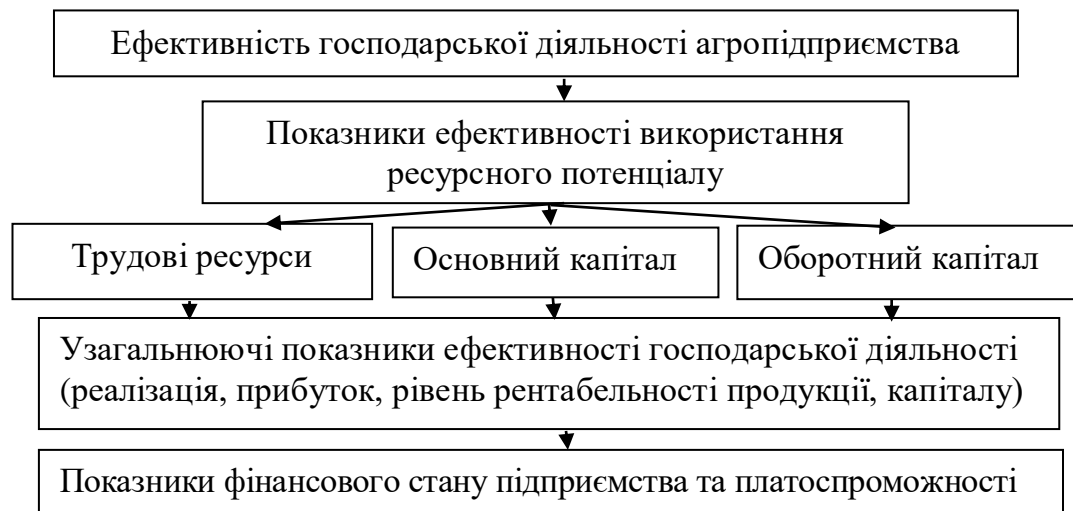 Ефективність господарської діяльності агропідприємства
Показники ефективності використання
ресурсного потенціалу
Трудові ресурси
Основний капітал
Оборотний капітал
Узагальнюючі показники ефективності господарської діяльності
(реалізація, прибуток, рівень рентабельності продукції, капіталу)
Показники фінансового стану підприємства та платоспроможності